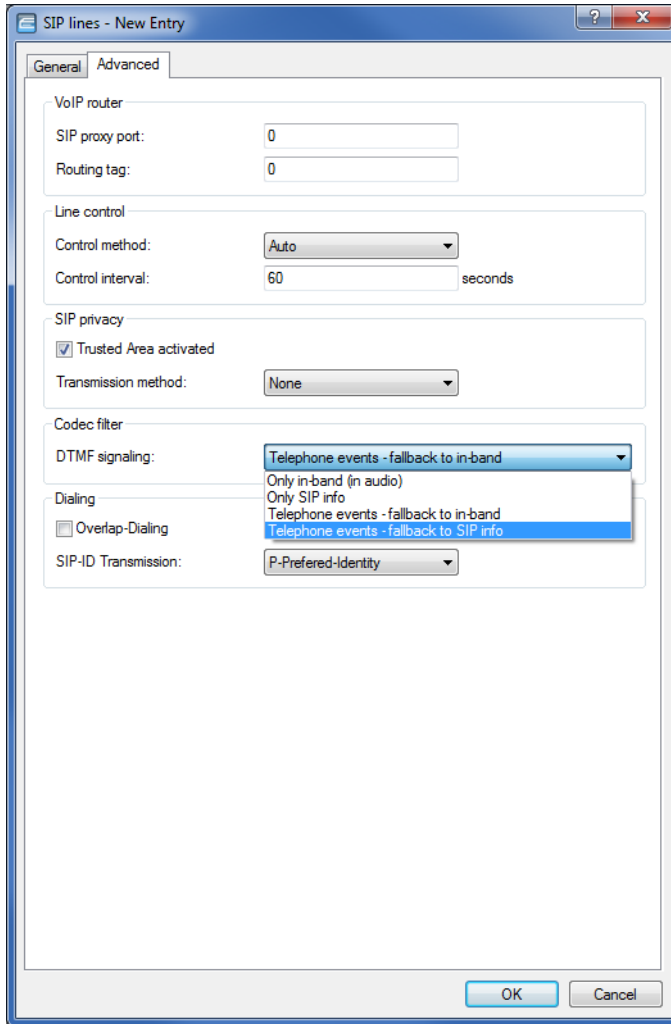 SIP lines - New Entry
General Advanced
VoIP router
SIP proxy port: 0
Routing tag: 0
Line control
Control method: Auto
Control interval: 60 seconds
SIP privacy
Trusted Area activated
Transmission method: None
Codec filter
DTMF signaling: Telephone events - fallback to in-band
Only in-band (in audio)
Only SIP info
Telephone events - fallback to in-band
Telephone events - fallback to SIP info
Dialing
Overlap-Dialing
SIP-ID Transmission: P-Prefered-Identity
OK Cancel